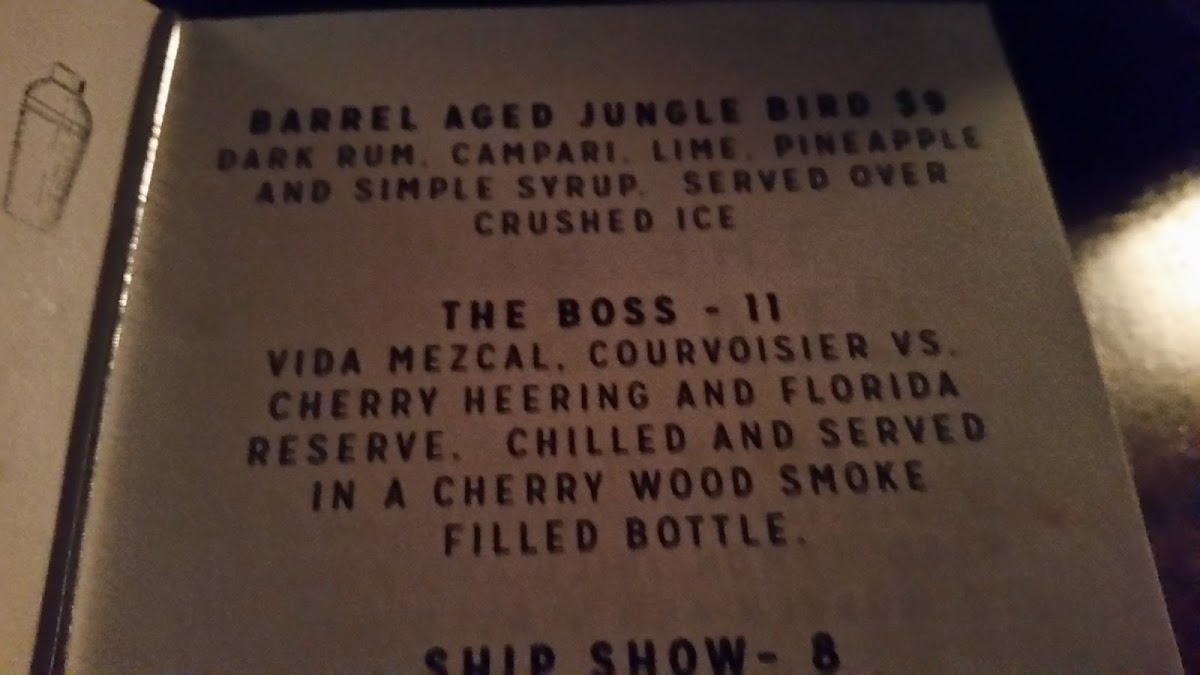 BARREL AGED JUNGLE BIRD $9
DARK RUM, CAMPARI, LIME, PINEAPPLE
AND SIMPLE SYRUP. SERVED OVER
CRUSHED ICE
THE BOSS - 11
VIDA MEZCAL, COURVOISIER VS.
CHERRY HEERING AND FLORIDA
RESERVE. CHILLED AND SERVED
IN A CHERRY WOOD SMOKE
FILLED BOTTLE.
SHIP SHOW- 8